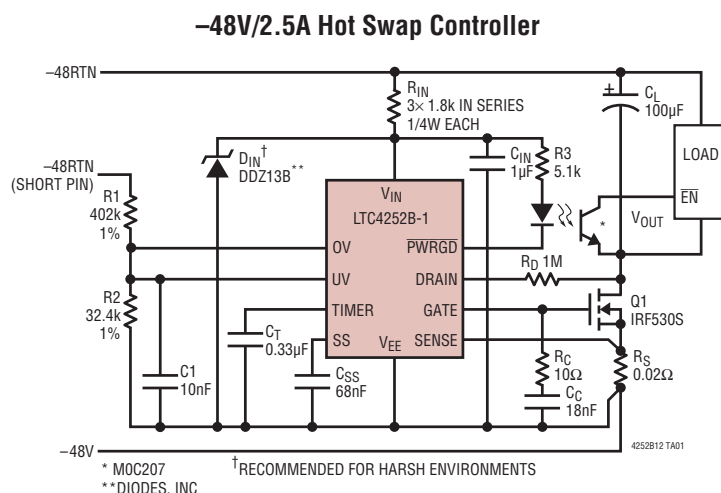 –48V/2.5A Hot Swap Controller
–48RTN
RIN
3× 1.8k IN SERIES
1/4W EACH
+
CL
100µF
LOAD
EN
VOUT
–48RTN
(SHORT PIN)
DIN†
DDZ13B**
CIN
1µF
R3
5.1k
*
R1
402k
1%
R2
32.4k
1%
VIN
LTC4252B-1
OV
UV
TIMER
SS
VEE
PWRGD
DRAIN
GATE
SENSE
RD 1M
Q1
IRF530S
CT
0.33µF
CSS
68nF
C1
10nF
RC
10Ω
CC
18nF
RS
0.02Ω
–48V
4252B12 TA01
* M0C207
†RECOMMENDED FOR HARSH ENVIRONMENTS
**DIODES, INC